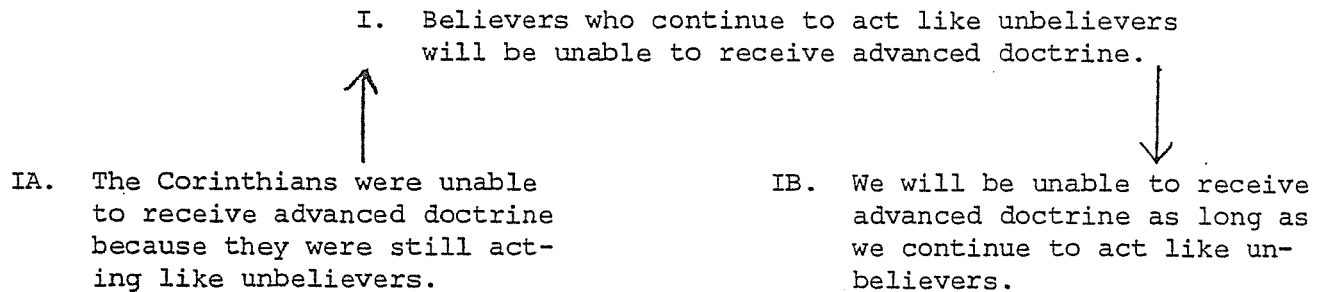 I. Believers who continue to act like unbelievers
will be unable to receive advanced doctrine.
IA. The Corinthians were unable
to receive advanced doctrine
because they were still act-
ing like unbelievers.
IB. We will be unable to receive
advanced doctrine as long as
we continue to act like un-
believers.